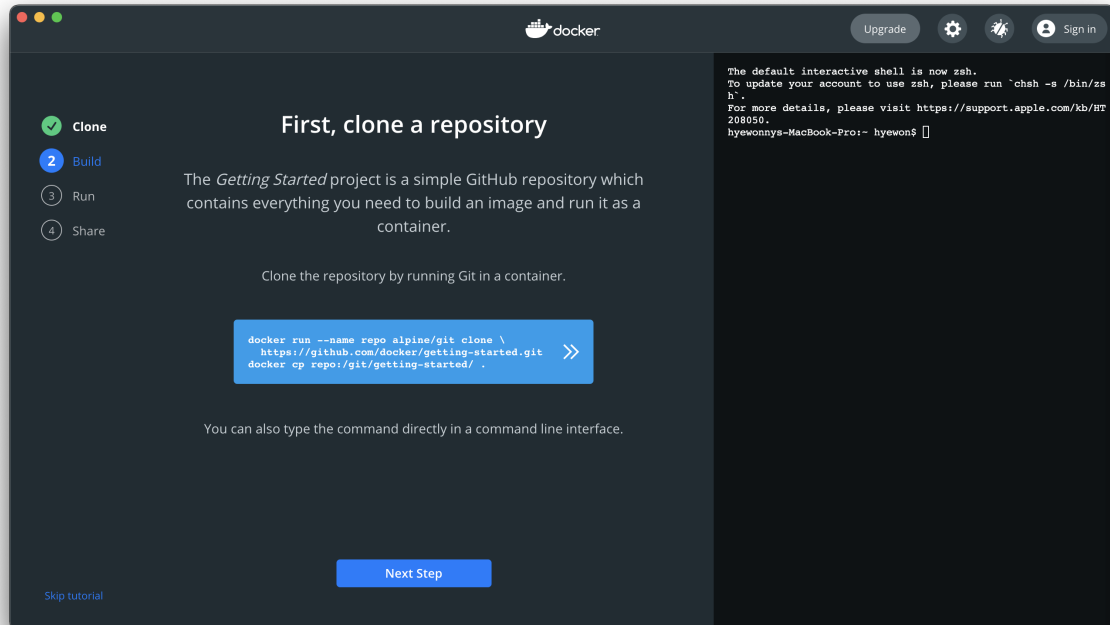 docker
Upgrade
Sign in
Clone
2 Build
3 Run
4 Share
First, clone a repository
The Getting Started project is a simple GitHub repository which
contains everything you need to build an image and run it as a
container.
Clone the repository by running Git in a container.
docker run --name repo alpine/git clone \
https://github.com/docker/getting-started.git
docker cp repo:/git/getting-started/ .
You can also type the command directly in a command line interface.
Next Step
Skip tutorial
The default interactive shell is now zsh.
To update your account to use zsh, please run `chsh -s /bin/zs
h`.
For more details, please visit https://support.apple.com/kb/HT
208050.
hyewonnys-MacBook-Pro:~ hyewon$